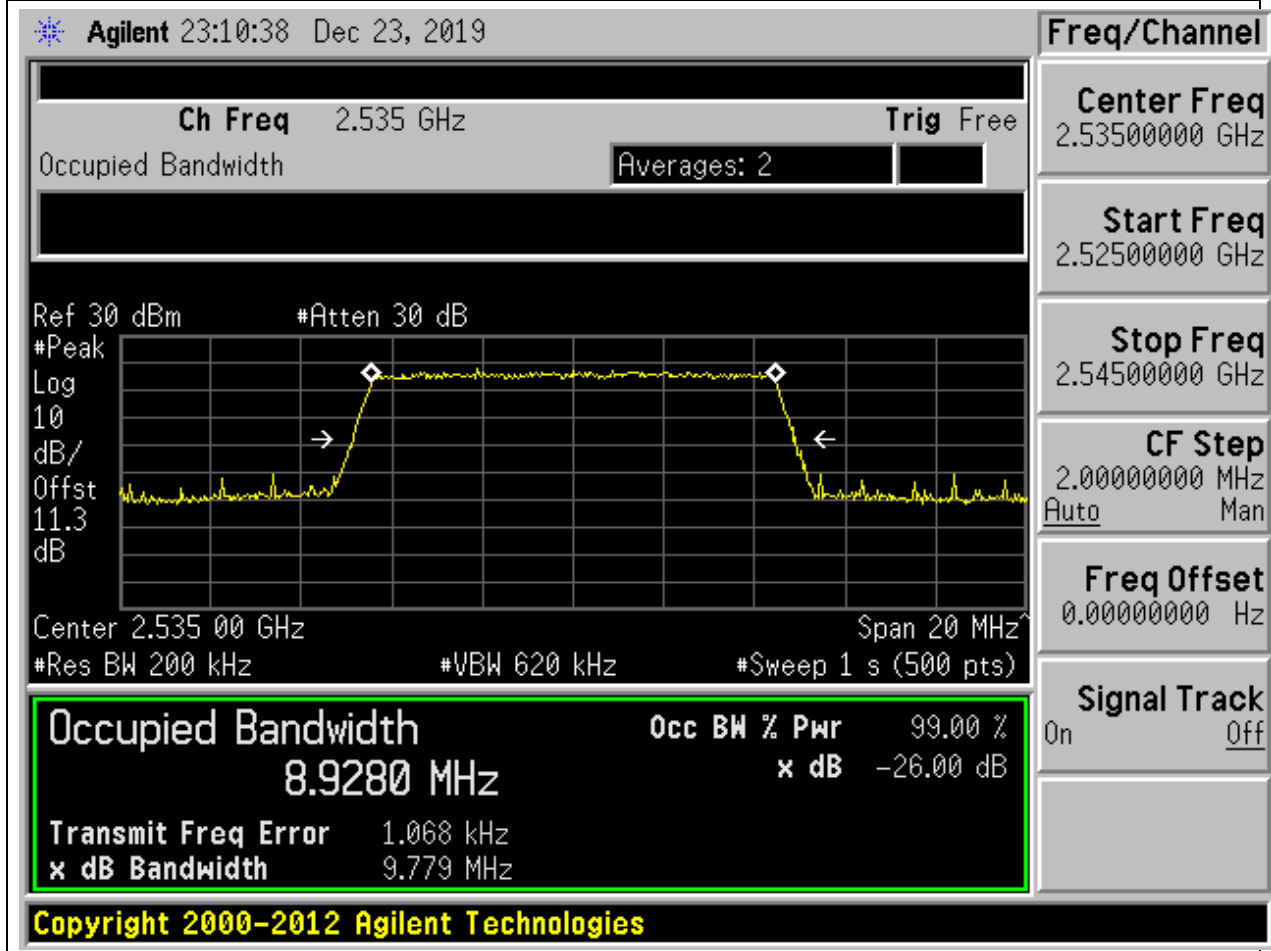 Agilent 23:10:38 Dec 23, 2019
Freq/Channel
Ch Freq 2.535 GHz Trig Free
Occupied Bandwidth Averages: 2
Center Freq
2.53500000 GHz
Start Freq
2.52500000 GHz
Stop Freq
2.54500000 GHz
CF Step
2.00000000 MHz
Auto Man
Freq Offset
0.00000000 Hz
Signal Track
On Off
Ref 30 dBm #Atten 30 dB
#Peak
Log
10
dB/
Offst
11.3
dB
Center 2.535 00 GHz Span 20 MHz^
#Res BW 200 kHz #VBW 620 kHz #Sweep 1 s (500 pts)
Occupied Bandwidth Occ BW % Pwr 99.00 %
8.9280 MHz x dB -26.00 dB
Transmit Freq Error 1.068 kHz
x dB Bandwidth 9.779 MHz
Copyright 2000-2012 Agilent Technologies